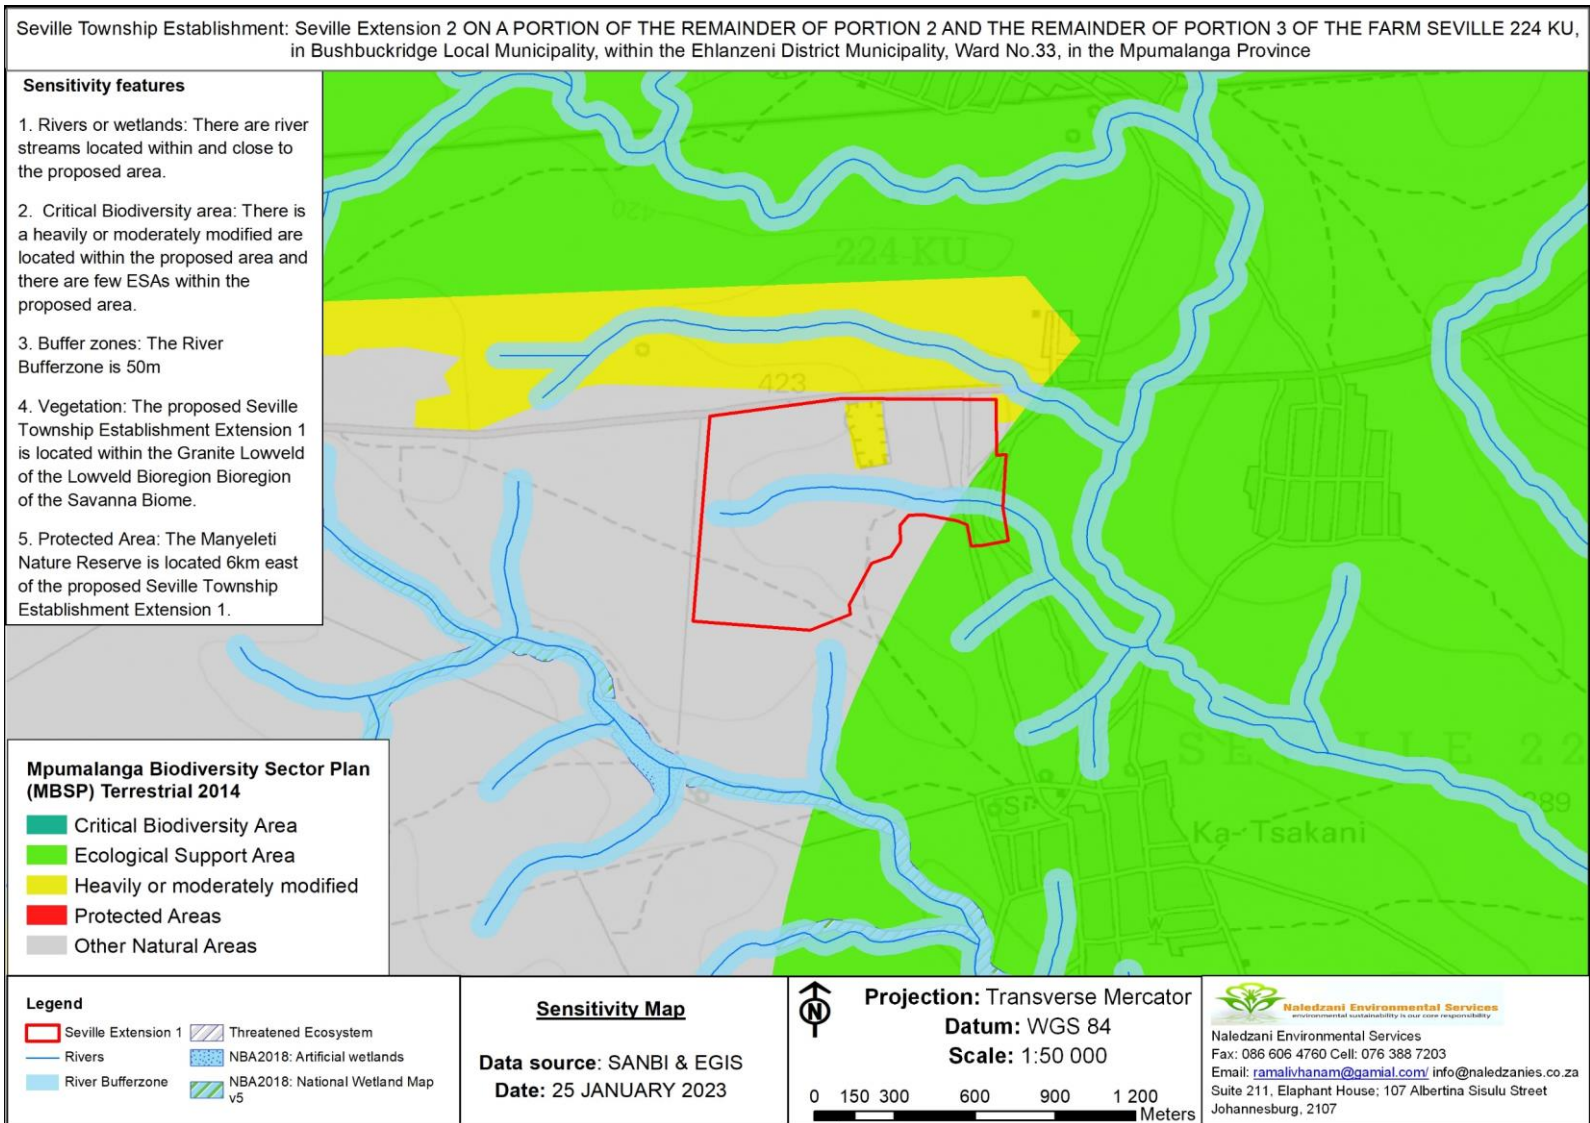 Seville Township Establishment: Seville Extension 2 ON A PORTION OF THE REMAINDER OF PORTION 2 AND THE REMAINDER OF PORTION 3 OF THE FARM SEVILLE 224 KU,
in Bushbuckridge Local Municipality, within the Ehlanzeni District Municipality, Ward No.33, in the Mpumalanga Province
Sensitivity features
1. Rivers or wetlands: There are river
streams located within and close to
the proposed area.
2. Critical Biodiversity area: There is
a heavily or moderately modified are
located within the proposed area and
there are few ESAs within the
proposed area.
3. Buffer zones: The River
Bufferzone is 50m
4. Vegetation: The proposed Seville
Township Establishment Extension 1
is located within the Granite Lowveld
of the Lowveld Bioregion Bioregion
of the Savanna Biome.
5. Protected Area: The Manyeleti
Nature Reserve is located 6km east
of the proposed Seville Township
Establishment Extension 1.
420
224 KU
423
SEVILLE 22
389
Sr
Ka-Tsakani
W
Mpumalanga Biodiversity Sector Plan
(MBSP) Terrestrial 2014
Critical Biodiversity Area
Ecological Support Area
Heavily or moderately modified
Protected Areas
Other Natural Areas
Legend
Seville Extension 1
Rivers
River Bufferzone
Threatened Ecosystem
NBA2018: Artificial wetlands
NBA2018: National Wetland Map
v5
Sensitivity Map
Data source: SANBI & EGIS
Date: 25 JANUARY 2023
N
Projection: Transverse Mercator
Datum: WGS 84
Scale: 1:50 000
0 150 300 600 900 1 200
Meters
Naledzani Environmental Services
environmental sustainability is our core responsibility
Naledzani Environmental Services
Fax: 086 606 4760 Cell: 076 388 7203
Email: ramalivhanam@gamial.com/ info@naledzanies.co.za
Suite 211, Elaphant House; 107 Albertina Sisulu Street
Johannesburg, 2107